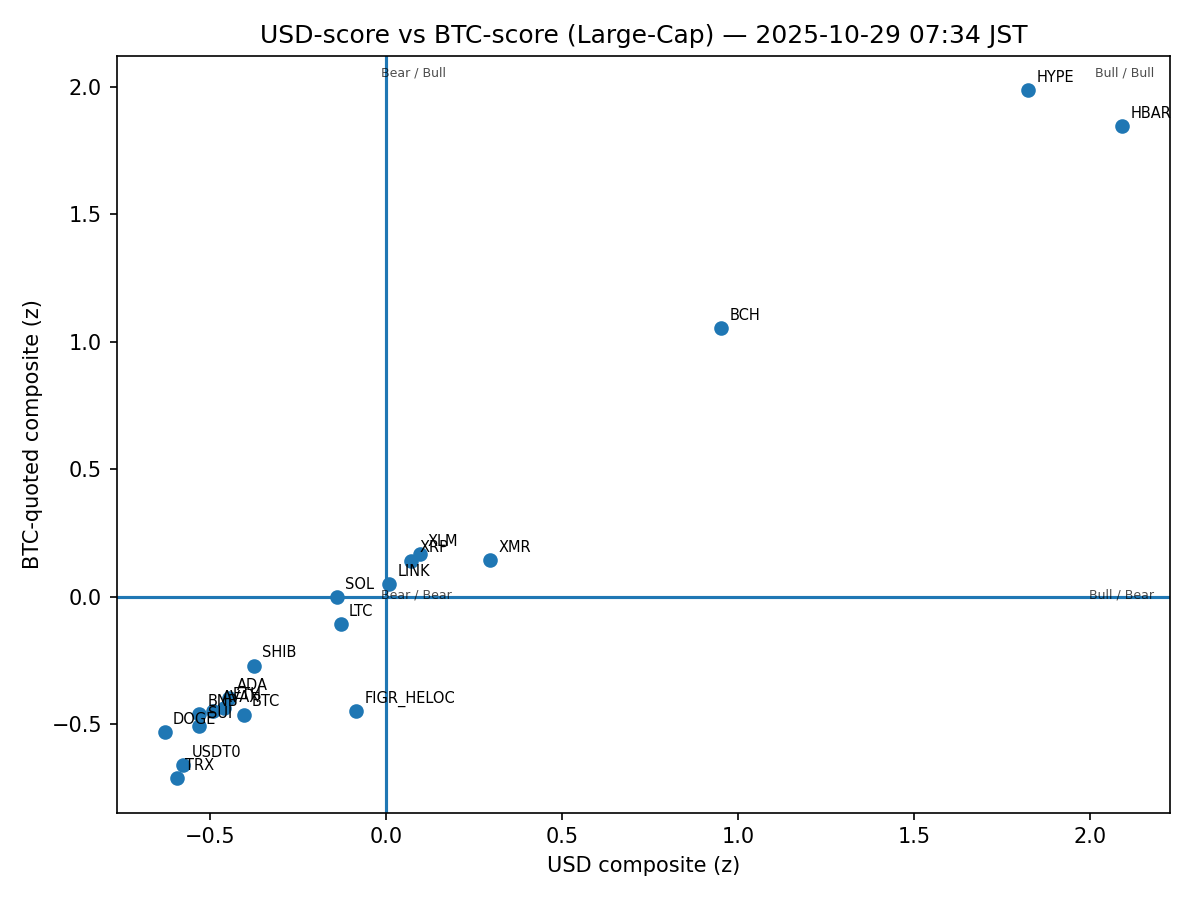 USD-score vs BTC-score (Large-Cap) — 2025-10-29 07:34 JST
Bear / Bull
Bull / Bull
HYPE
HBAR
BCH
XLM
XRP
XMR
LINK
SOL
Bear / Bear
Bull / Bear
LTC
SHIB
ADA
ETH
AVAX
BNB
BTC
FIGR_HELOC
SUI
DOGE
USDT0
TRX
2.0
1.5
1.0
0.5
0.0
−0.5
−0.5
0.0
0.5
1.0
1.5
2.0
BTC-quoted composite (z)
USD composite (z)